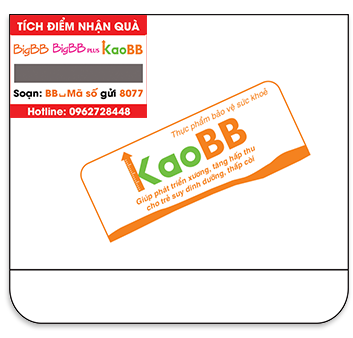 TÍCH ĐIỂM NHẬN QUÀ
BigBB BigBB PLUS KaoBB
Soạn: BB⎵Mã số gửi 8077
Hotline: 0962728448
Thực phẩm bảo vệ sức khoẻ
KaoBB
Giúp phát triển xương, tăng hấp thu
cho trẻ suy dinh dưỡng, thấp còi